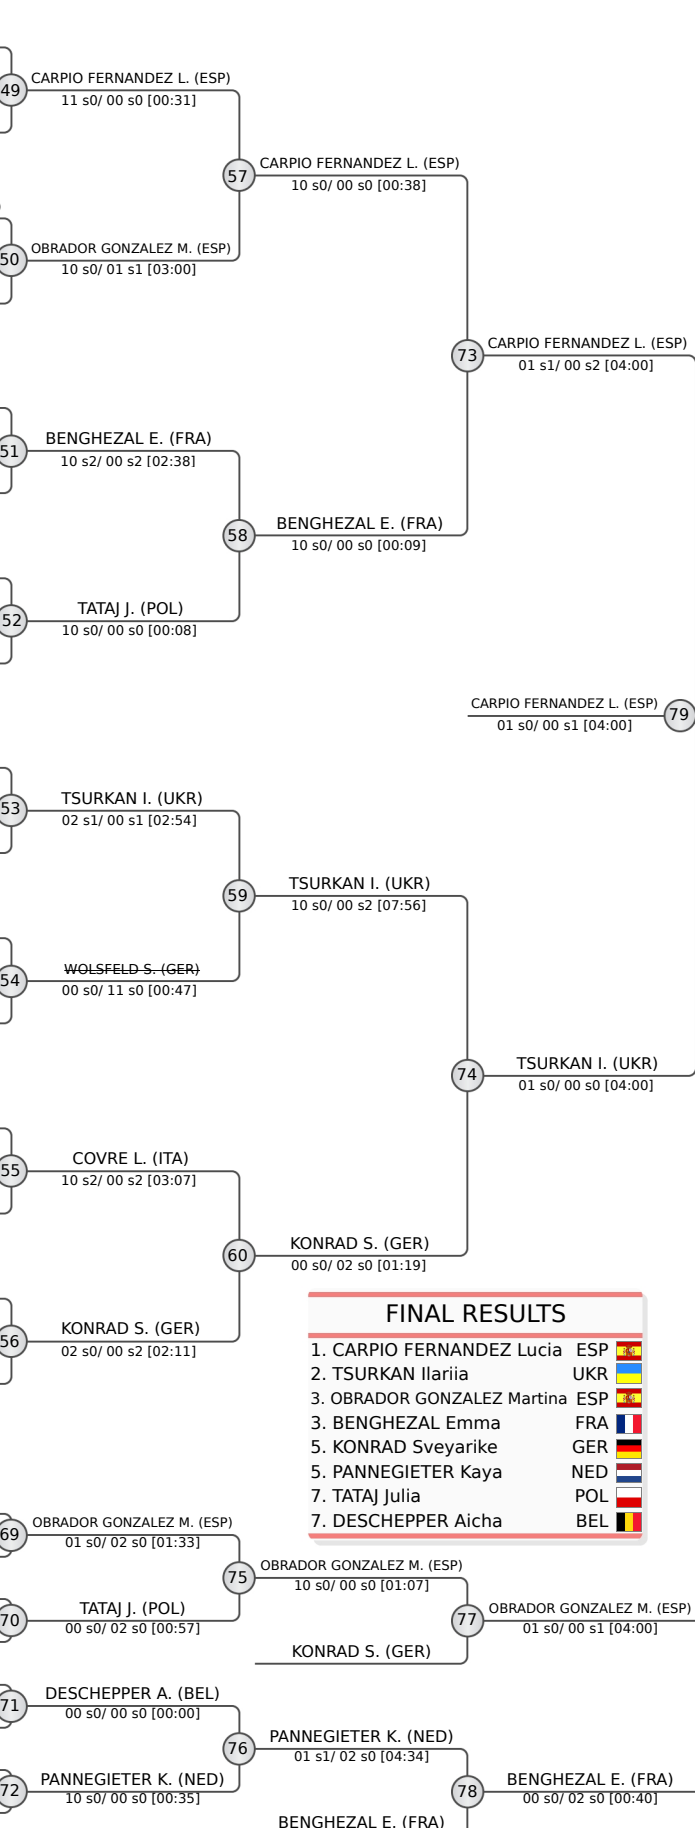 49
CARPIO FERNANDEZ L. (ESP)
11 s0/ 00 s0 [00:31]
57
CARPIO FERNANDEZ L. (ESP)
10 s0/ 00 s0 [00:38]
50
OBRADOR GONZALEZ M. (ESP)
10 s0/ 01 s1 [03:00]
73
CARPIO FERNANDEZ L. (ESP)
01 s1/ 00 s2 [04:00]
51
BENGHEZAL E. (FRA)
10 s2/ 00 s2 [02:38]
58
BENGHEZAL E. (FRA)
10 s0/ 00 s0 [00:09]
52
TATAJ J. (POL)
10 s0/ 00 s0 [00:08]
CARPIO FERNANDEZ L. (ESP)
01 s0/ 00 s1 [04:00]
79
53
TSURKAN I. (UKR)
02 s1/ 00 s1 [02:54]
59
TSURKAN I. (UKR)
10 s0/ 00 s2 [07:56]
54
WOLSFELD S. (GER)
00 s0/ 11 s0 [00:47]
74
TSURKAN I. (UKR)
01 s0/ 00 s0 [04:00]
55
COVRE L. (ITA)
10 s2/ 00 s2 [03:07]
60
KONRAD S. (GER)
00 s0/ 02 s0 [01:19]
56
KONRAD S. (GER)
02 s0/ 00 s2 [02:11]
FINAL RESULTS
1. CARPIO FERNANDEZ Lucia ESP
2. TSURKAN Ilariia UKR
3. OBRADOR GONZALEZ Martina ESP
3. BENGHEZAL Emma FRA
5. KONRAD Sveyarike GER
5. PANNEGIETER Kaya NED
7. TATAJ Julia POL
7. DESCHEPPER Aicha BEL
69
OBRADOR GONZALEZ M. (ESP)
01 s0/ 02 s0 [01:33]
75
OBRADOR GONZALEZ M. (ESP)
10 s0/ 00 s0 [01:07]
70
TATAJ J. (POL)
00 s0/ 02 s0 [00:57]
77
OBRADOR GONZALEZ M. (ESP)
01 s0/ 00 s1 [04:00]
KONRAD S. (GER)
71
DESCHEPPER A. (BEL)
00 s0/ 00 s0 [00:00]
76
PANNEGIETER K. (NED)
01 s1/ 02 s0 [04:34]
72
PANNEGIETER K. (NED)
10 s0/ 00 s0 [00:35]
78
BENGHEZAL E. (FRA)
00 s0/ 02 s0 [00:40]
BENGHEZAL E. (FRA)